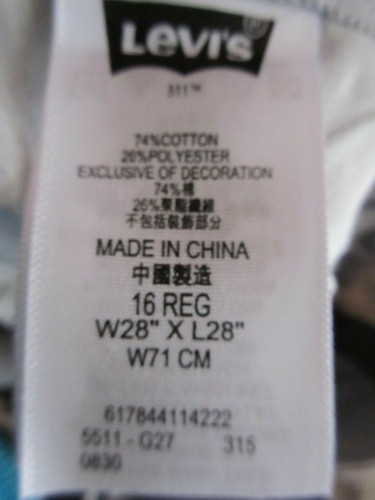 Levi's®
511™
74%COTTON
26%POLYESTER
EXCLUSIVE OF DECORATION
74%棉
26%聚酯纖維
不包括裝飾部分
MADE IN CHINA
中國製造
16 REG
W28" X L28"
W71 CM
617844114222
5511 - G27 315
0830